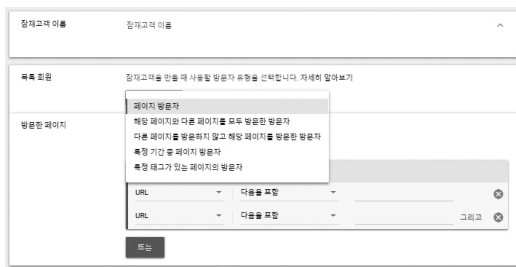 잠재고객 이름
잠재고객 이름
목록 회원
잠재고객을 만들 때 사용할 방문자 유형을 선택합니다. 자세히 알아보기
페이지 방문자
해당 페이지와 다른 페이지를 모두 방문한 방문자
방문한 페이지
다른 페이지를 방문하지 않고 해당 페이지를 방문한 방문자
특정 기간 중 페이지 방문자
특정 태그가 있는 페이지의 방문자
URL 다음을 포함
URL 다음을 포함 그리고
또는